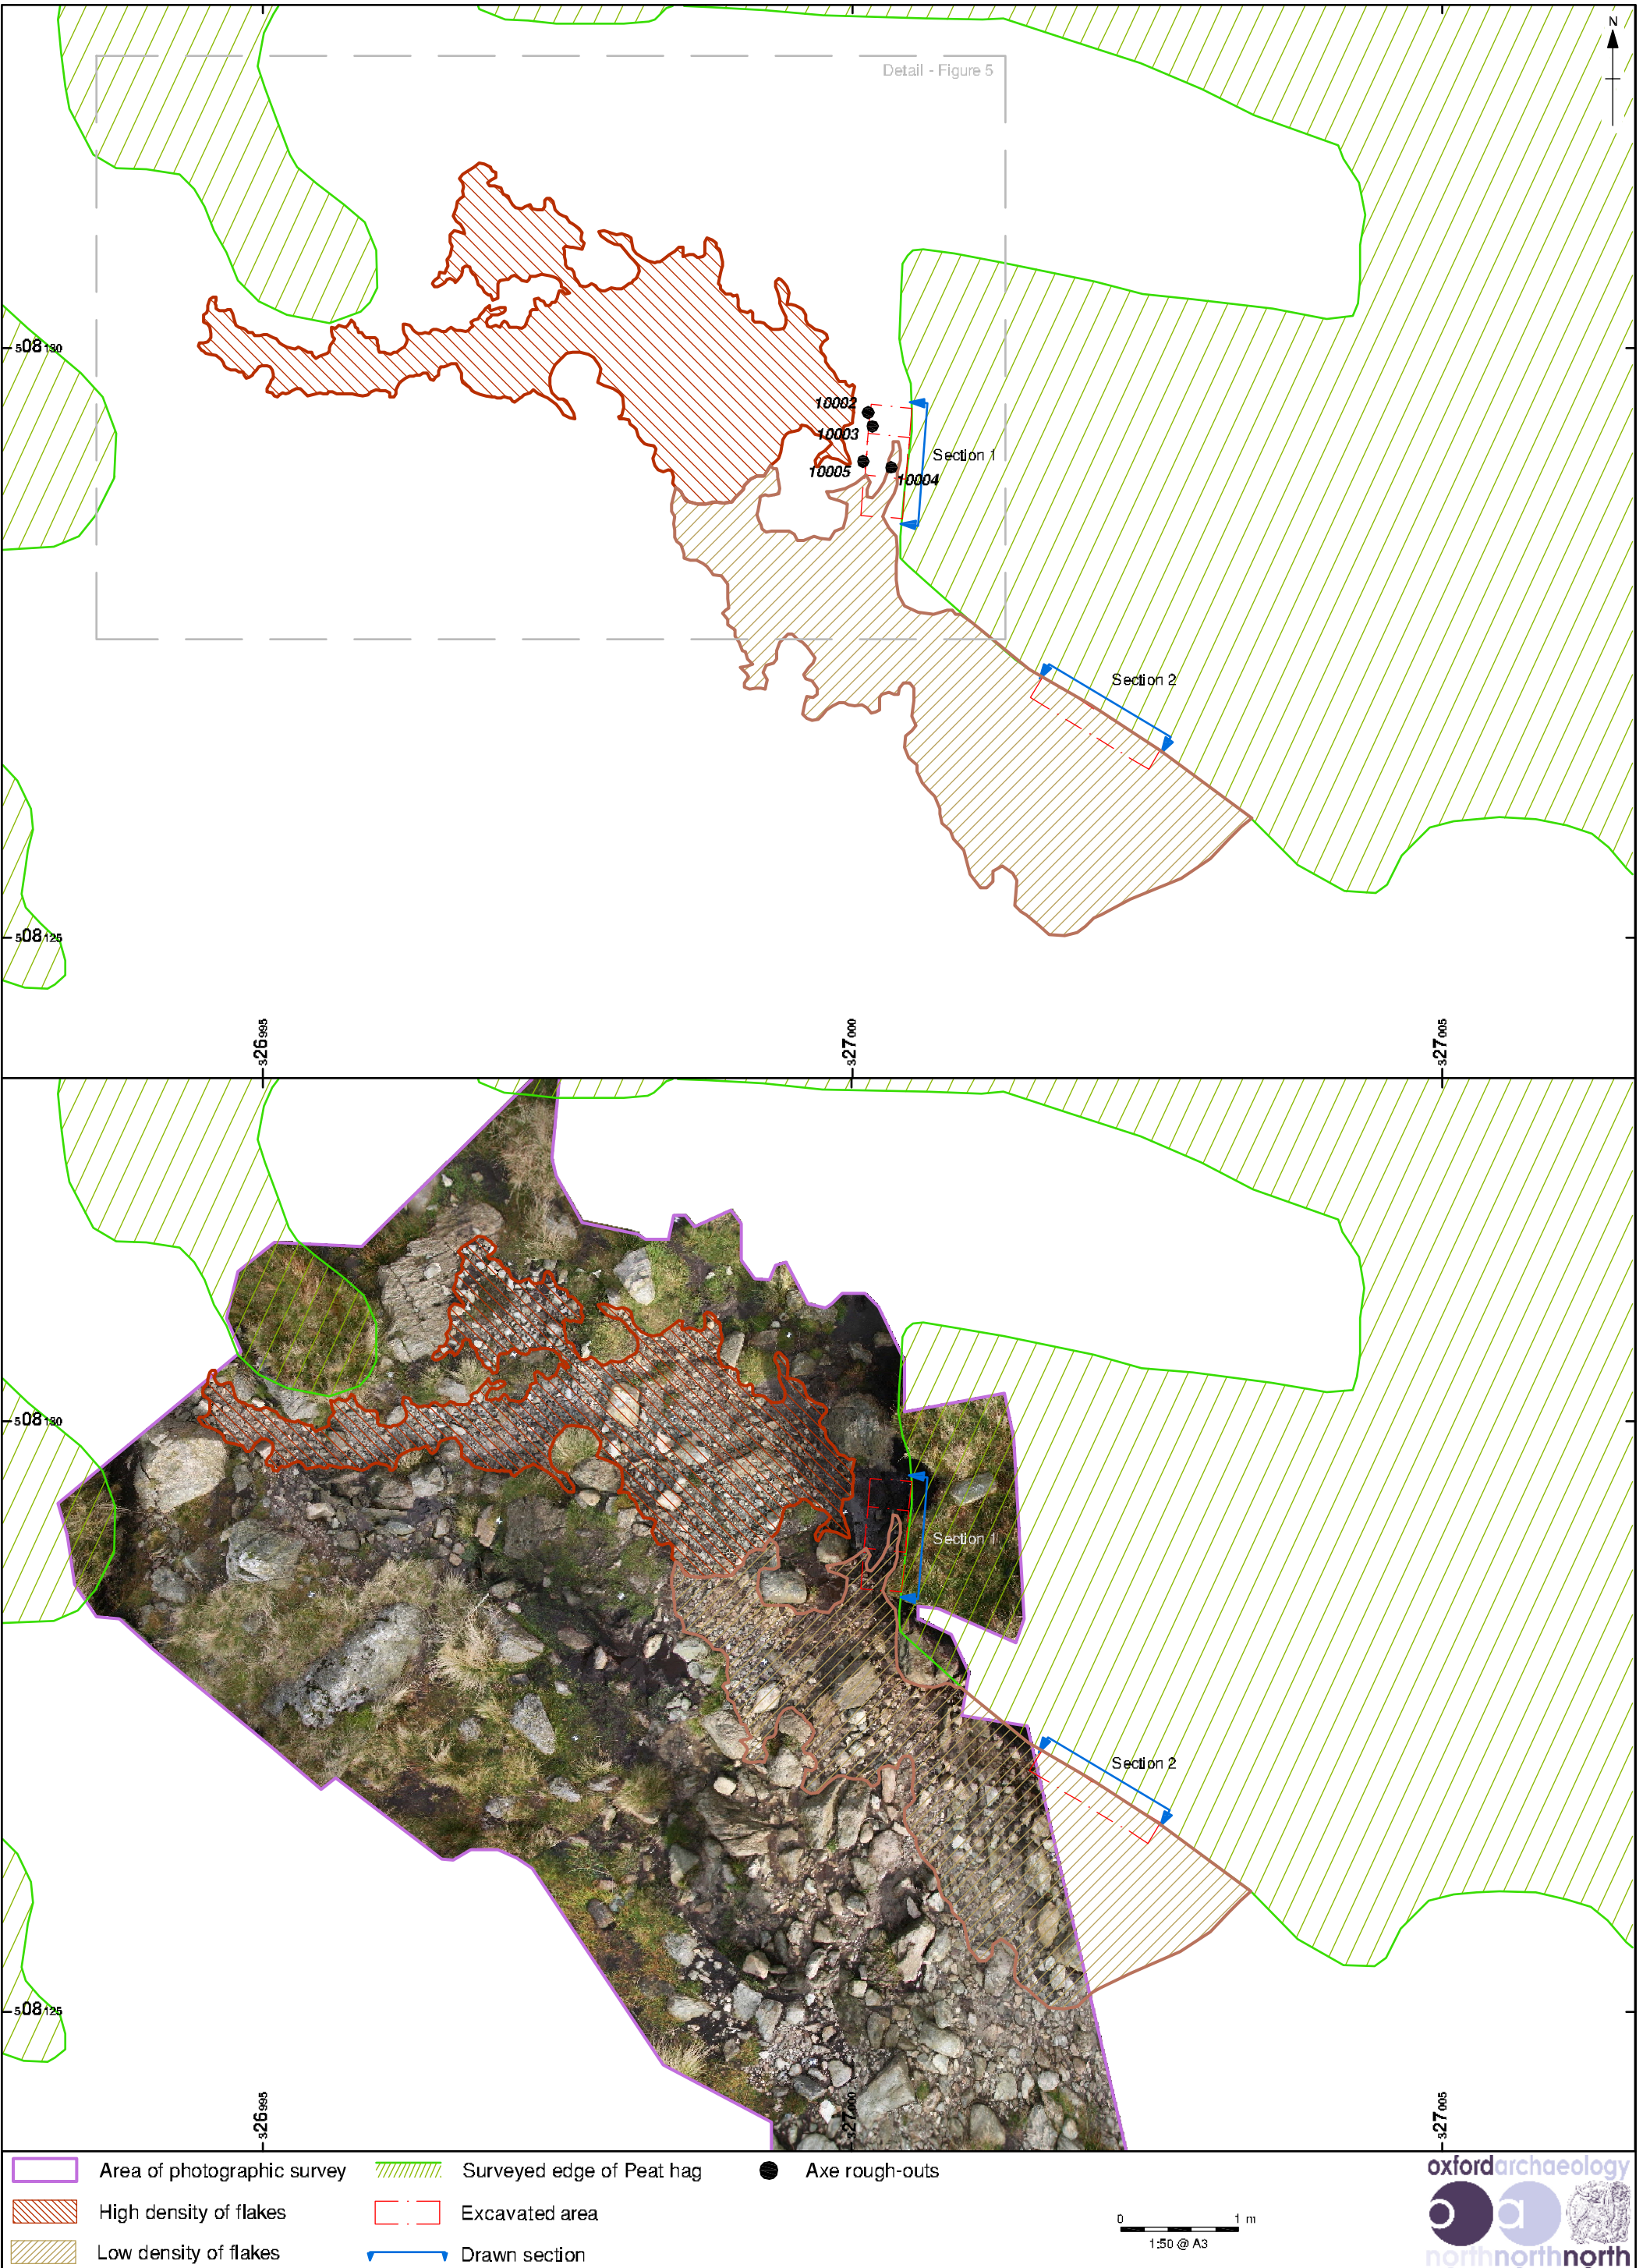 N
Detail - Figure 5
508130
10002
10003
Section 1
10005
10004
Section 2
508125
326995
327000
327005
508130
Section 1
Section 2
508125
326995
327000
327005
Area of photographic survey
Surveyed edge of Peat hag
Axe rough-outs
High density of flakes
Excavated area
Low density of flakes
Drawn section
0 1 m
1:50 @ A3
oxfordarchaeology
oa
northnorthnorth